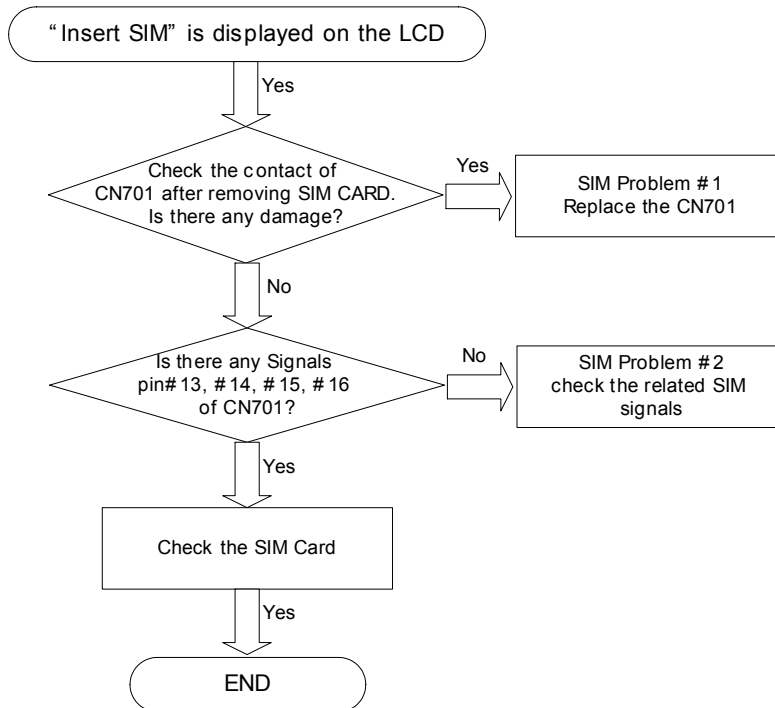 “Insert SIM” is displayed on the LCD
Yes
Check the contact of
CN701 after removing SIM CARD.
Is there any damage?
Yes
SIM Problem #1
Replace the CN701
No
Is there any Signals
pin#13, #14, #15, #16
of CN701?
No
SIM Problem #2
check the related SIM
signals
Yes
Check the SIM Card
Yes
END